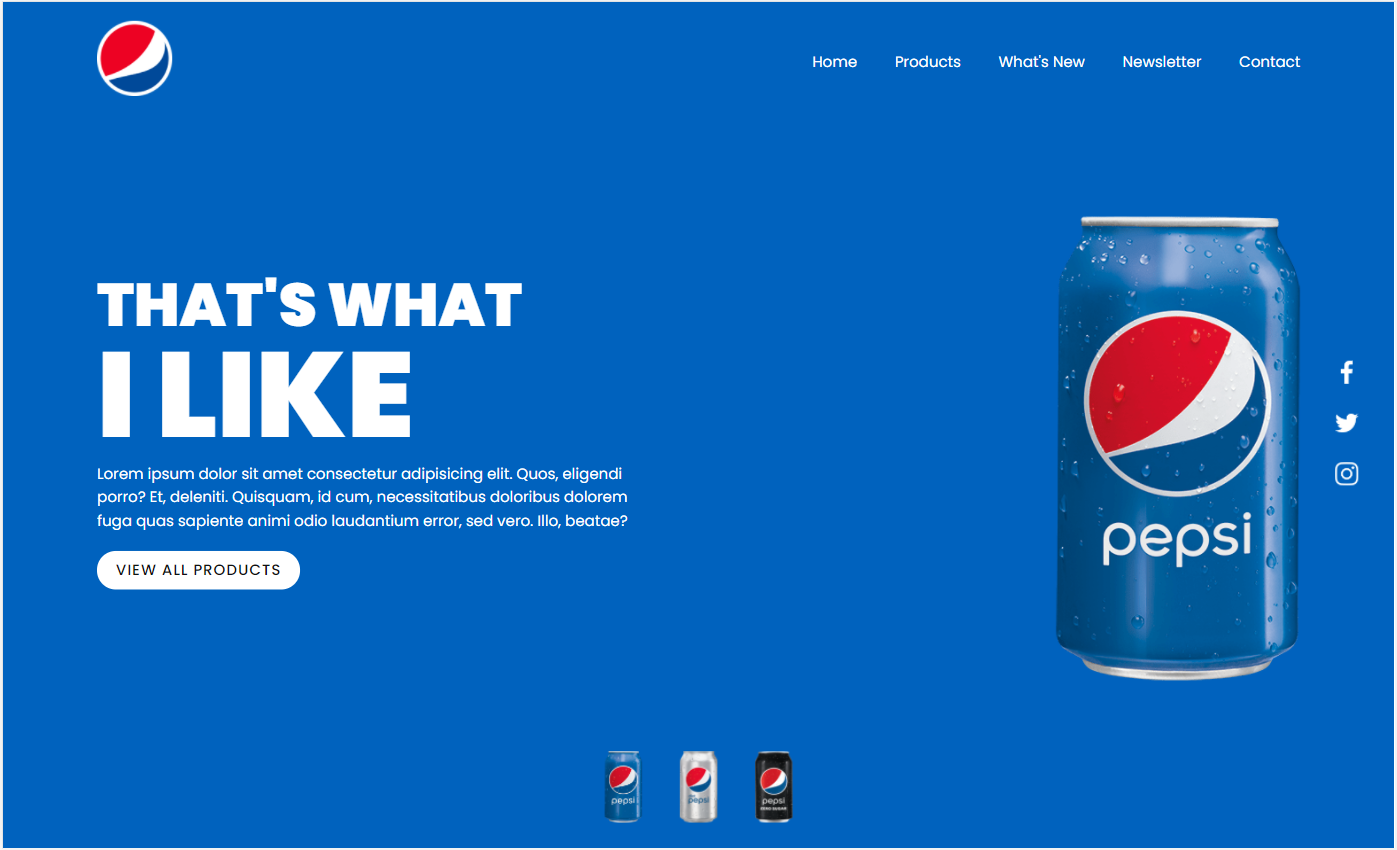 Home Products What's New Newsletter Contact
THAT'S WHAT
I LIKE
Lorem ipsum dolor sit amet consectetur adipisicing elit. Quos, eligendi
porro? Et, deleniti. Quisquam, id cum, necessitatibus doloribus dolorem
fuga quas sapiente animi odio laudantium error, sed vero. Illo, beatae?
VIEW ALL PRODUCTS
pepsi
pepsi
pepsi
pepsi
ZERO SUGAR